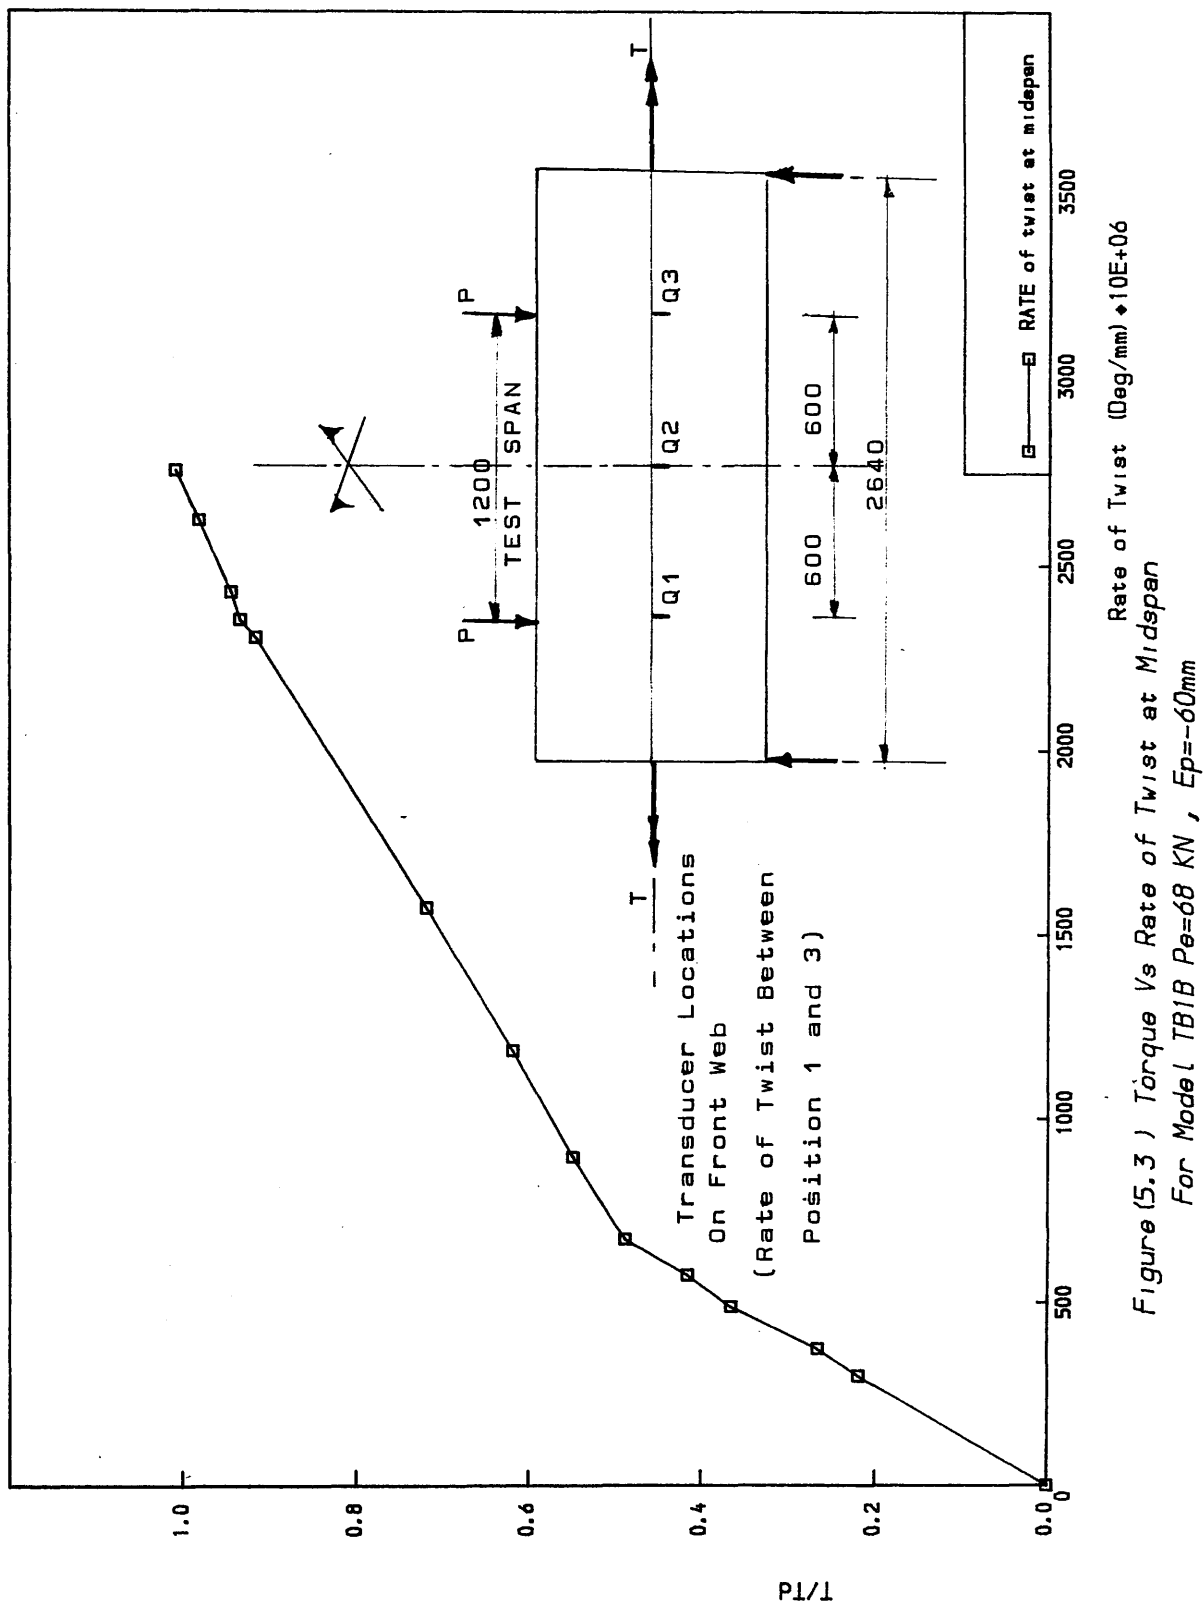 T/Td
1.0
0.8
0.6
0.4
0.2
0.0
0
500
1000
1500
2000
2500
3000
3500
Rate of Twist (Deg/mm)*10E+06
P
P
1200
TEST SPAN
T
T
Q1
Q2
Q3
600
600
2640
Transducer Locations
On Front Web
(Rate of Twist Between
Position 1 and 3)
RATE of twist at midspan
Figure (5.3) Torque Vs Rate of Twist at Midspan
For Model TB1B Pe=68 KN , Ep=-60mm